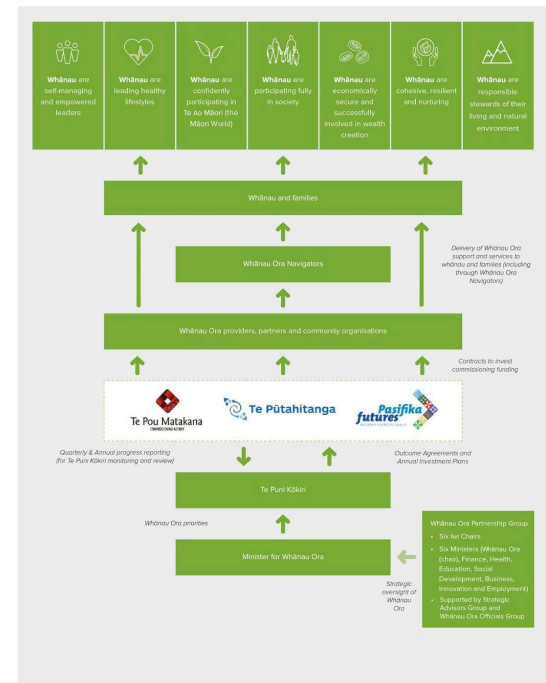 Whānau are
self-managing
and empowered
leaders
Whānau are
leading healthy
lifestyles
Whānau are
confidently
participating in
Te Ao Māori (the
Māori World)
Whānau are
participating fully
in society
Whānau are
economically
secure and
successfully
involved in wealth
creation
Whānau are
cohesive, resilient
and nurturing
Whānau are
responsible
stewards of their
living and natural
environment
Whānau and families
Delivery of Whānau Ora
support and services to
whānau and families (including
through Whānau Ora
Navigators)
Whānau Ora Navigators
Whānau Ora providers, partners and community organisations
Contracts to invest
commissioning funding
Te Pou Matakana
COMMISSIONING AGENCY
Te Pūtahitanga
Pasifika
futures
Quarterly & Annual progress reporting
(for Te Puni Kōkiri monitoring and review)
Outcome Agreements and
Annual Investment Plans
Te Puni Kōkiri
Whānau Ora priorities
Minister for Whānau Ora
Strategic
oversight of
Whānau
Ora
Whānau Ora Partnership Group
• Six Iwi Chairs
• Six Ministers (Whānau Ora
(chair), Finance, Health,
Education, Social
Development, Business,
Innovation and Employment)
• Supported by Strategic
Advisors Group and
Whānau Ora Officials Group